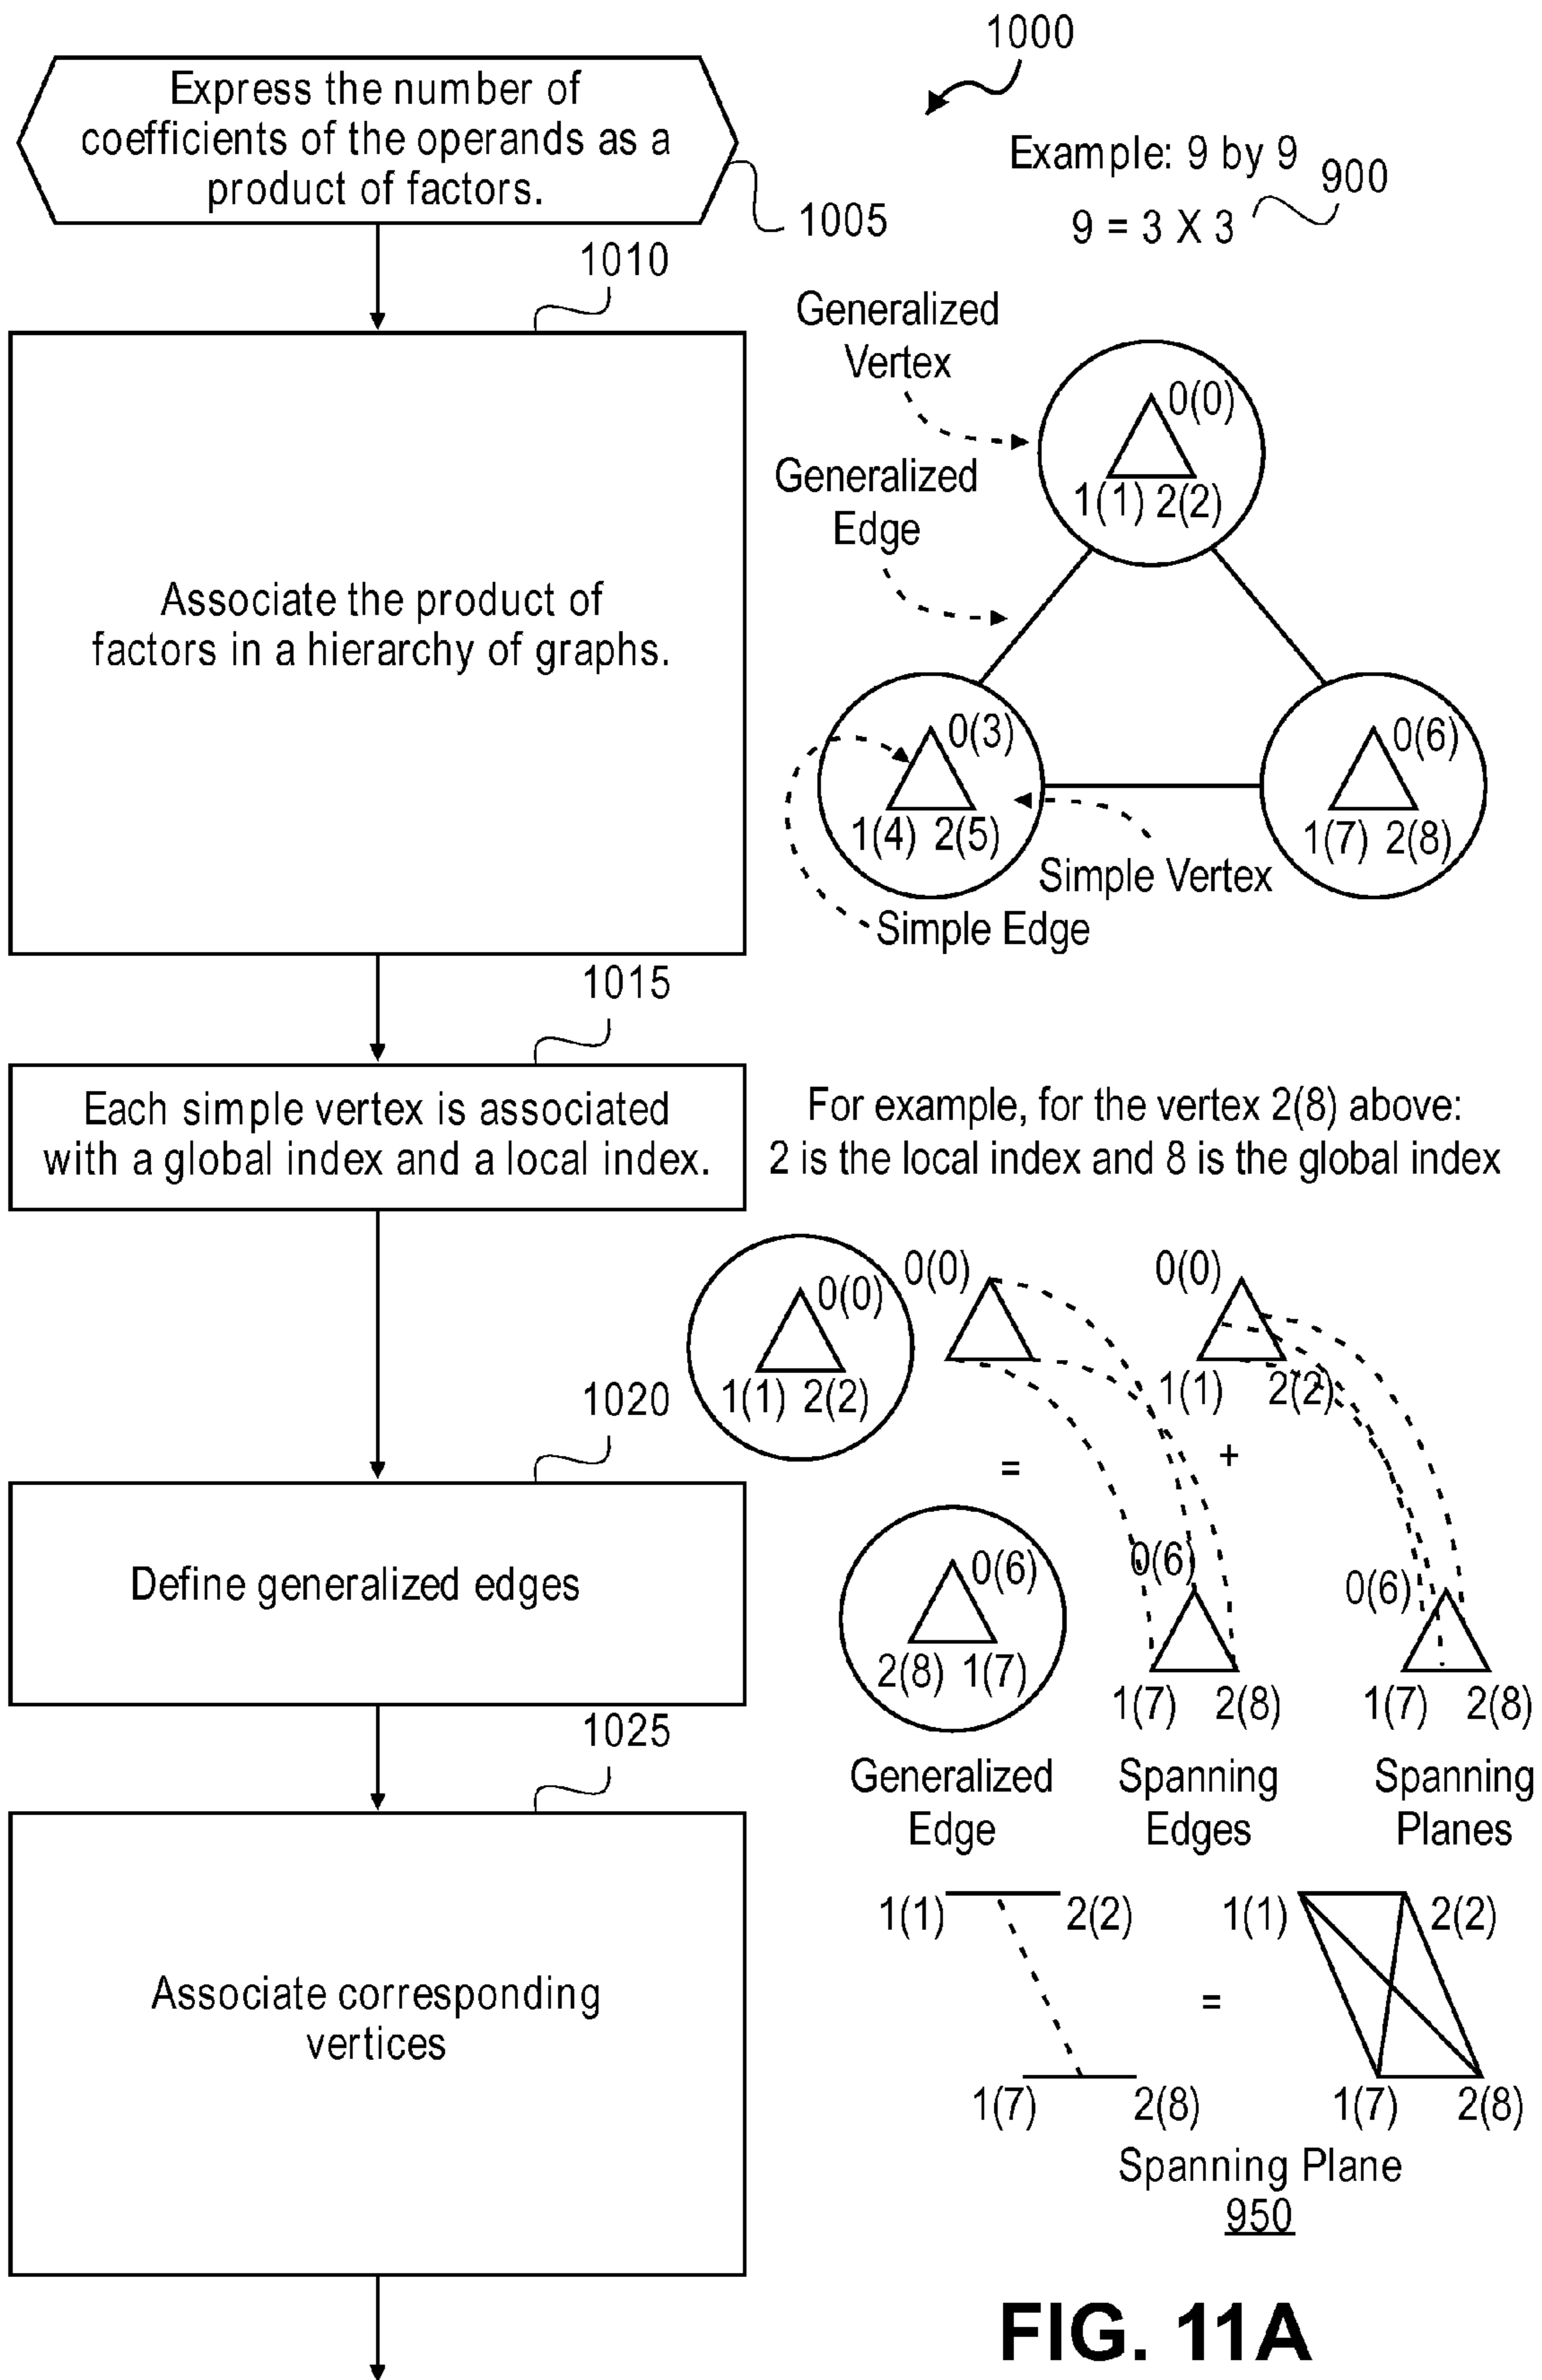 1000
Express the number of
coefficients of the operands as a
product of factors.
1005
Example: 9 by 9
900
9 = 3 X 3
1010
Associate the product of
factors in a hierarchy of graphs.
Generalized
Vertex
0(0)
1(1) 2(2)
Generalized
Edge
0(3)
1(4) 2(5)
0(6)
1(7) 2(8)
Simple Vertex
Simple Edge
1015
Each simple vertex is associated
with a global index and a local index.
For example, for the vertex 2(8) above:
2 is the local index and 8 is the global index
0(0)
1(1) 2(2)
0(0)
0(0)
1(1) 2(2)
1020
Define generalized edges
=
+
0(6)
2(8) 1(7)
0(6)
1(7) 2(8)
0(6)
1(7) 2(8)
Generalized
Edge
Spanning
Edges
Spanning
Planes
1025
Associate corresponding
vertices
1(1) 2(2)
1(7) 2(8)
=
1(1) 2(2)
1(7) 2(8)
Spanning Plane
950
FIG. 11A